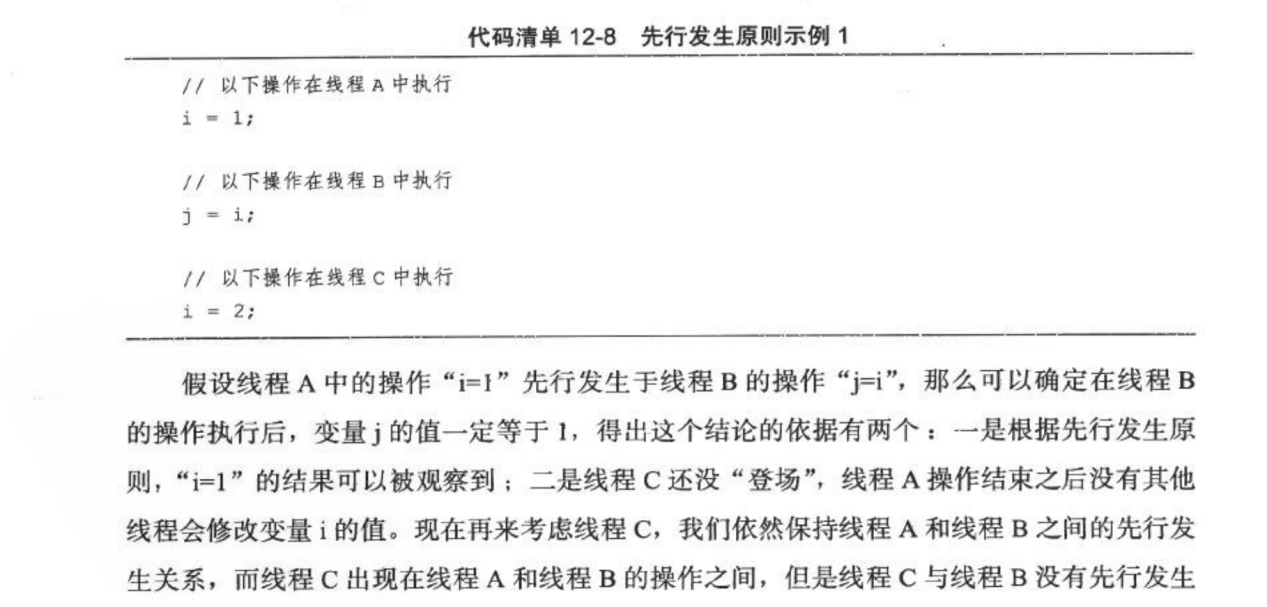 代码清单 12-8 先行发生原则示例 1
// 以下操作在线程 A 中执行
i = 1;
// 以下操作在线程 B 中执行
j = i;
// 以下操作在线程 C 中执行
i = 2;
假设线程 A 中的操作“i=1”先行发生于线程 B 的操作“j=i”，那么可以确定在线程 B
的操作执行后，变量 j 的值一定等于 1，得出这个结论的依据有两个：一是根据先行发生原
则，“i=1”的结果可以被观察到；二是线程 C 还没“登场”，线程 A 操作结束之后没有其他
线程会修改变量 i 的值。现在再来考虑线程 C，我们依然保持线程 A 和线程 B 之间的先行发
生关系，而线程 C 出现在线程 A 和线程 B 的操作之间，但是线程 C 与线程 B 没有先行发生